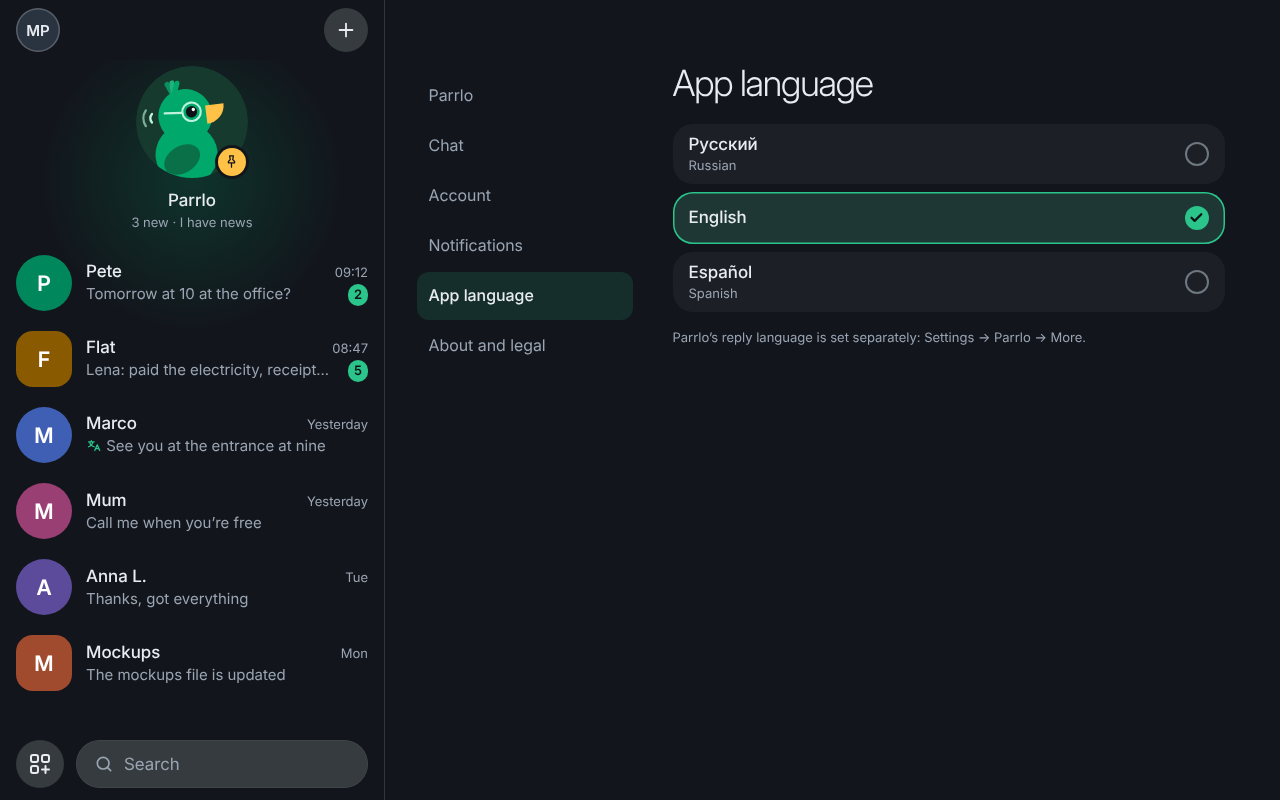 MP
Parrlo
3 new · I have news
P
Pete
09:12
Tomorrow at 10 at the office?
2
F
Flat
08:47
Lena: paid the electricity, receipt...
5
M
Marco
Yesterday
See you at the entrance at nine
M
Mum
Yesterday
Call me when you're free
A
Anna L.
Tue
Thanks, got everything
M
Mockups
Mon
The mockups file is updated
Search
Parrlo
Chat
Account
Notifications
App language
About and legal
App language
Русский
Russian
English
Español
Spanish
Parrlo's reply language is set separately: Settings → Parrlo → More.